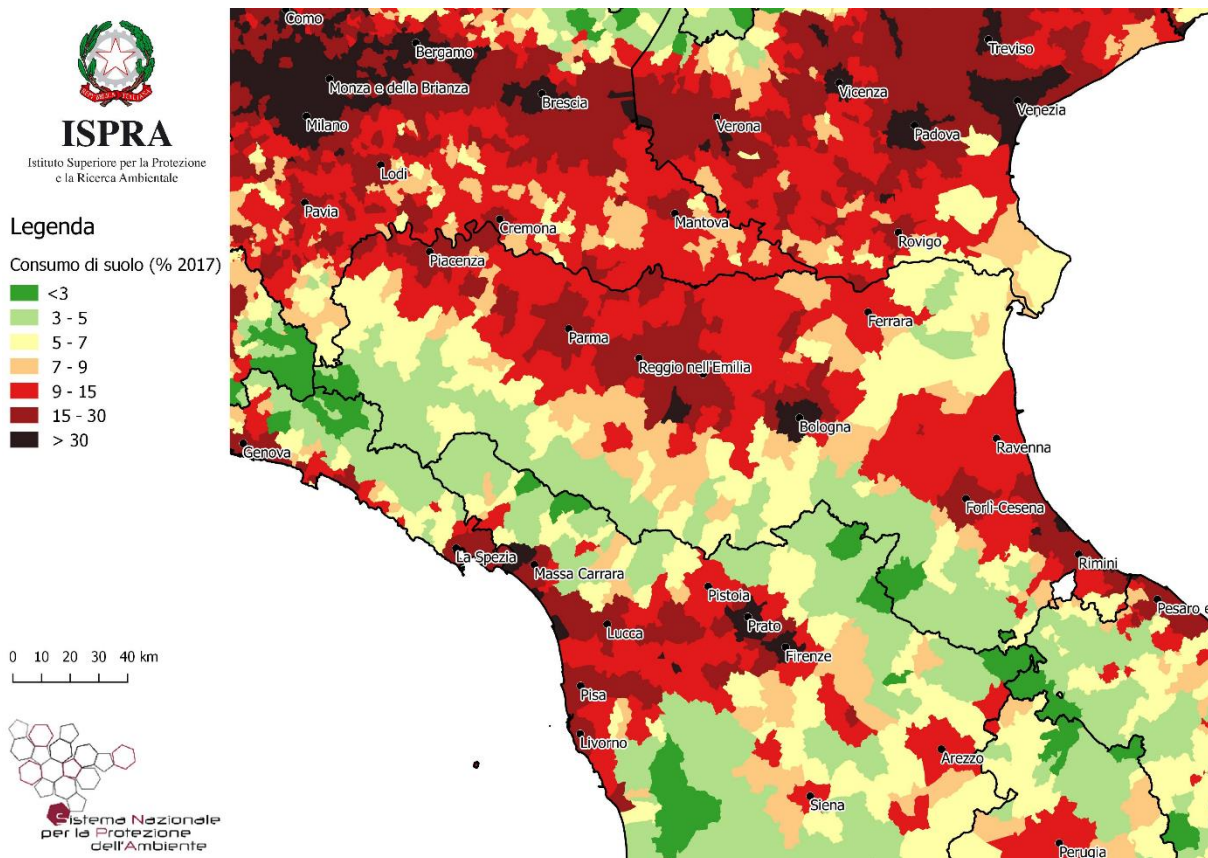 ISPRA
Istituto Superiore per la Protezione
e la Ricerca Ambientale
Legenda
Consumo di suolo (% 2017)
<3
3 - 5
5 - 7
7 - 9
9 - 15
15 - 30
> 30
0 10 20 30 40 km
Sistema Nazionale
per la Protezione
dell'Ambiente
Como
Bergamo
Treviso
Monza e della Brianza
Brescia
Vicenza
Venezia
Milano
Verona
Padova
Lodi
Pavia
Cremona
Mantova
Rovigo
Piacenza
Parma
Ferrara
Reggio nell'Emilia
Bologna
Genova
Ravenna
Forlì-Cesena
La Spezia
Massa Carrara
Rimini
Pistoia
Pesaro e
Lucca
Prato
Firenze
Pisa
Livorno
Arezzo
Siena
Perugia